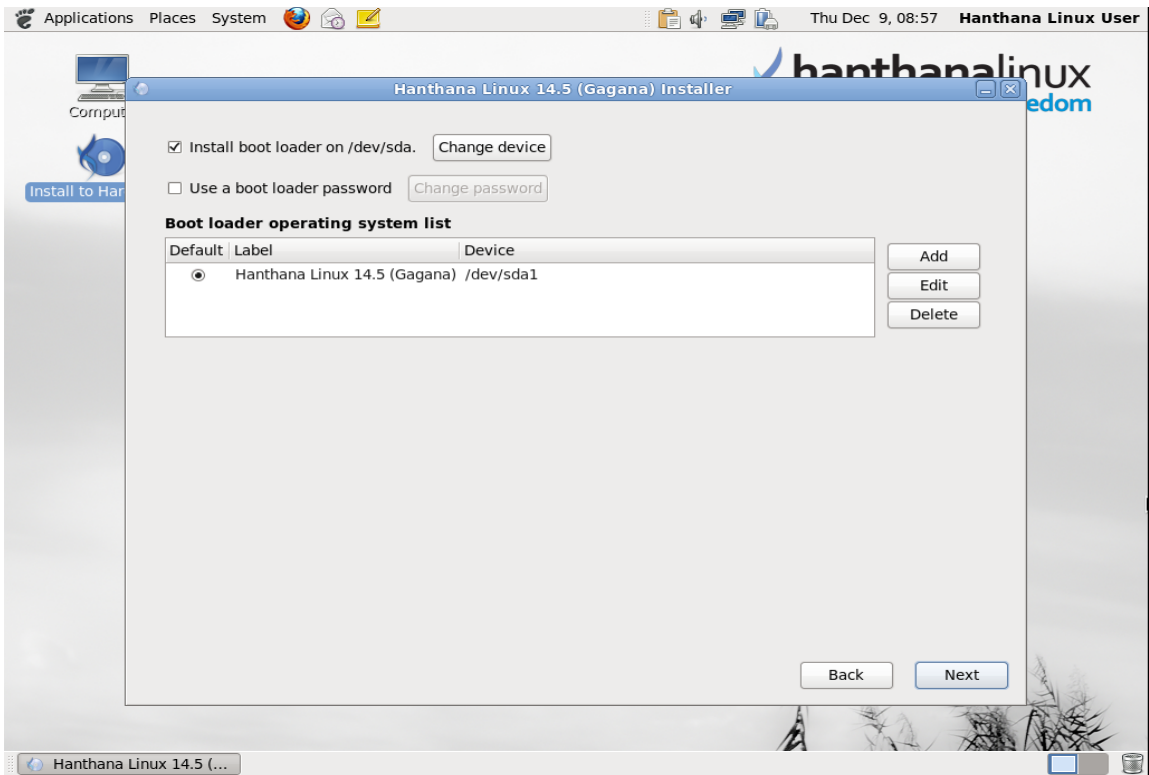 Applications Places System Thu Dec 9, 08:57 Hanthana Linux User
hanthanalinux
edom
Comput
Install to Har
Hanthana Linux 14.5 (Gagana) Installer
Install boot loader on /dev/sda. Change device
Use a boot loader password Change password
Boot loader operating system list
Default Label Device
Hanthana Linux 14.5 (Gagana) /dev/sda1
Add
Edit
Delete
Back Next
Hanthana Linux 14.5 (...